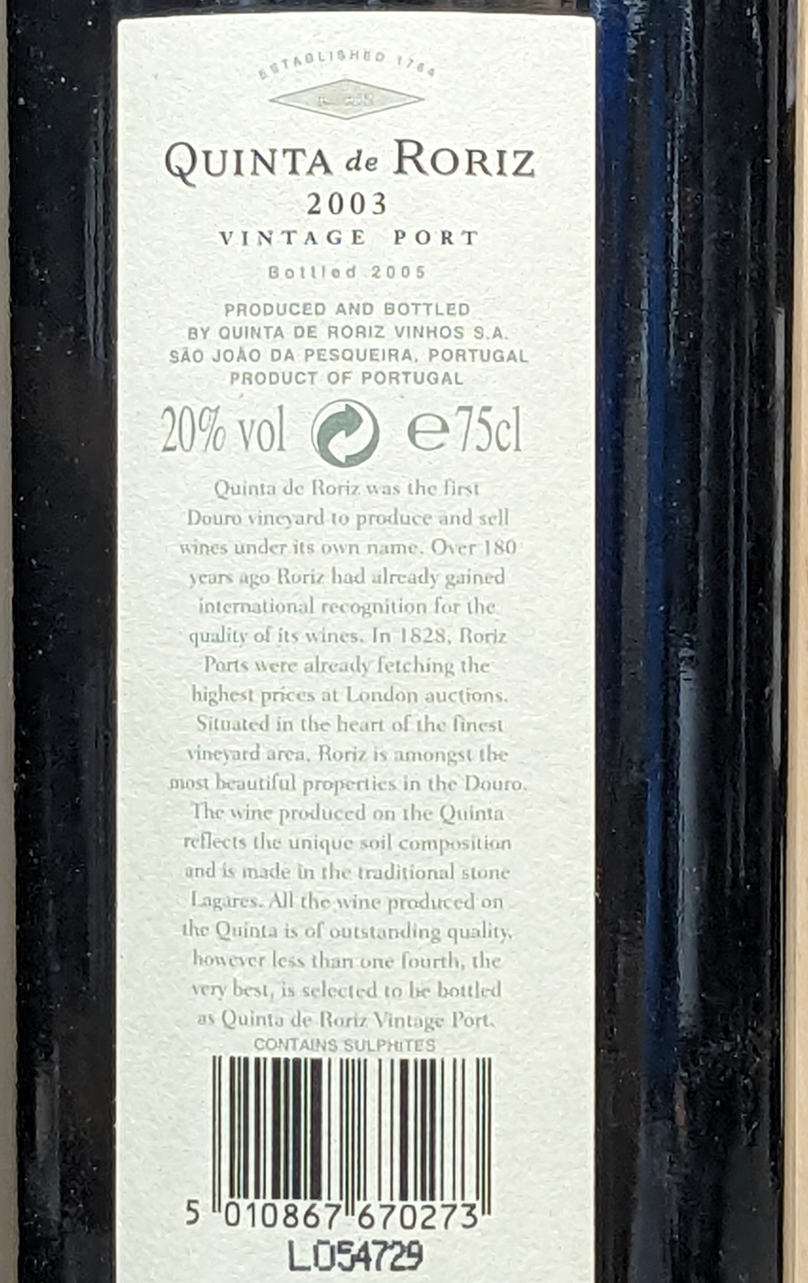 ESTABLISHED 1764
QUINTA de RORIZ
2003
VINTAGE PORT
Bottled 2005
PRODUCED AND BOTTLED
BY QUINTA DE RORIZ VINHOS S.A.
SÃO JOÃO DA PESQUEIRA, PORTUGAL
PRODUCT OF PORTUGAL
20% vol ℮75cl
Quinta de Roriz was the first
Douro vineyard to produce and sell
wines under its own name. Over 180
years ago Roriz had already gained
international recognition for the
quality of its wines. In 1828, Roriz
Ports were already fetching the
highest prices at London auctions.
Situated in the heart of the finest
vineyard area, Roriz is amongst the
most beautiful properties in the Douro.
The wine produced on the Quinta
reflects the unique soil composition
and is made in the traditional stone
Lagares. All the wine produced on
the Quinta is of outstanding quality,
however less than one fourth, the
very best, is selected to be bottled
as Quinta de Roriz Vintage Port.
CONTAINS SULPHITES
5 010867 670273
L054729